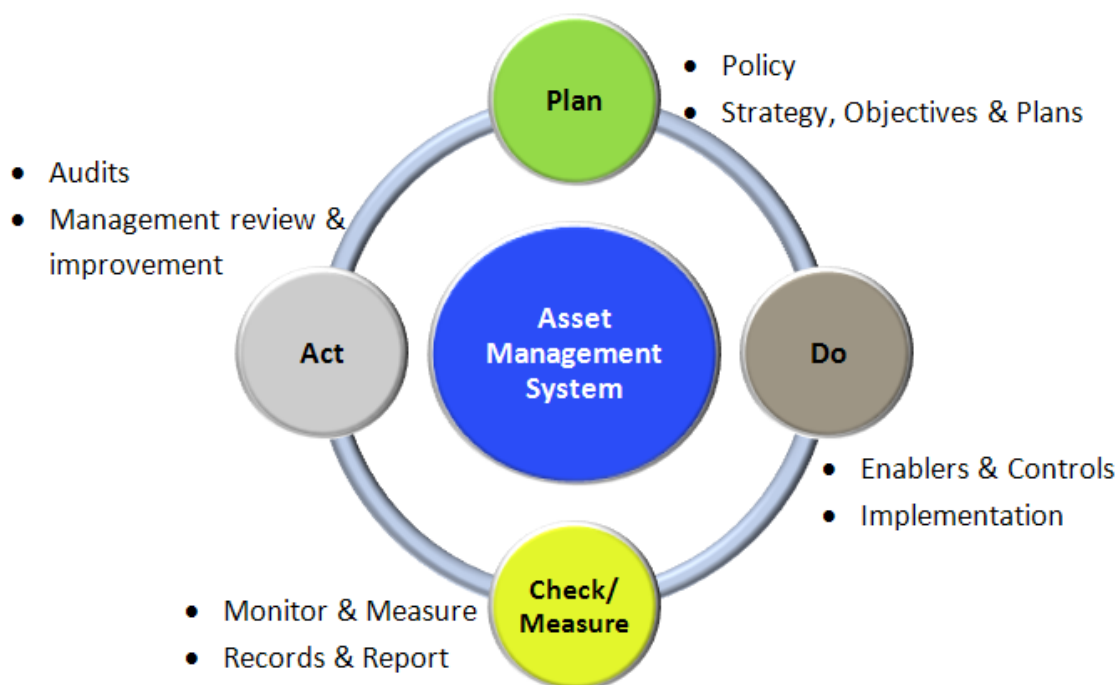 Plan
• Policy
• Strategy, Objectives & Plans
• Audits
• Management review &
improvement
Asset
Management
System
Act
Do
• Enablers & Controls
• Implementation
Check/
Measure
• Monitor & Measure
• Records & Report